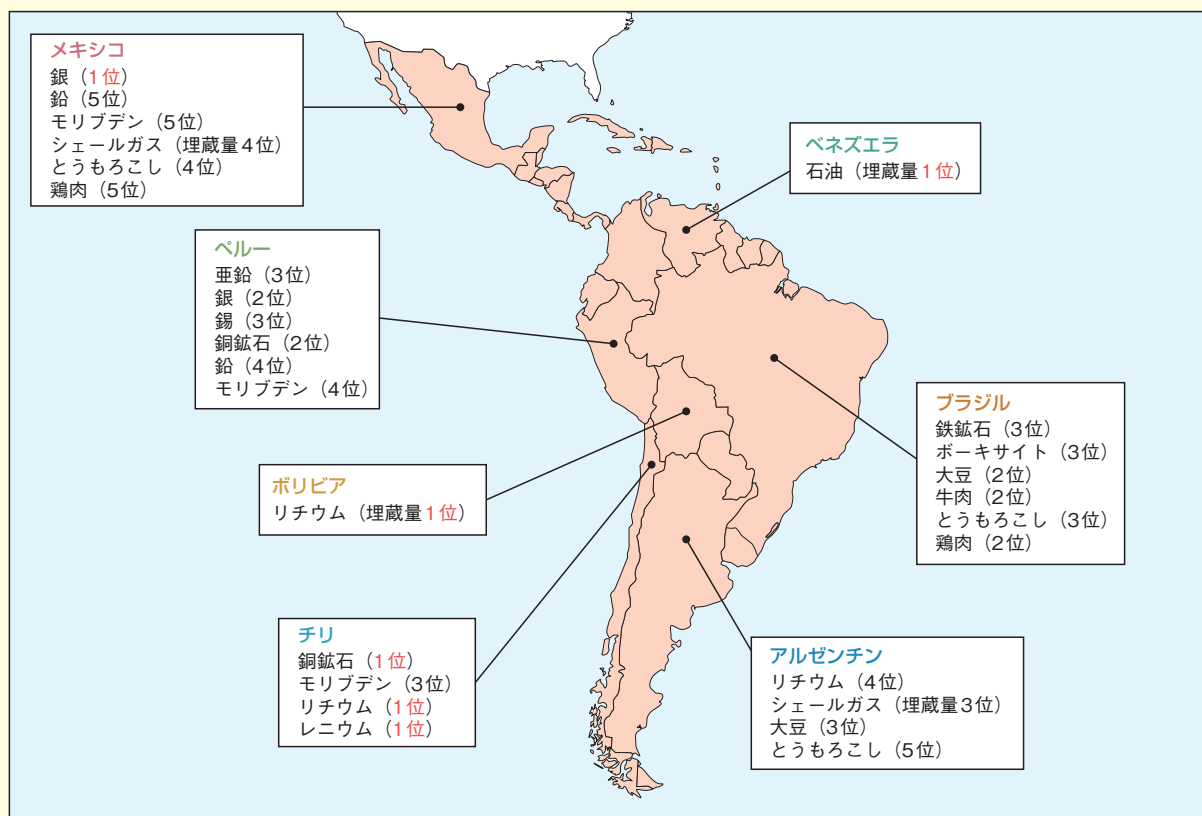 メキシコ
銀（1位）
鉛（5位）
モリブデン（5位）
シェールガス（埋蔵量4位）
とうもろこし（4位）
鶏肉（5位）
ベネズエラ
石油（埋蔵量1位）
ペルー
亜鉛（3位）
銀（2位）
錫（3位）
銅鉱石（2位）
鉛（4位）
モリブデン（4位）
ブラジル
鉄鉱石（3位）
ボーキサイト（3位）
大豆（2位）
牛肉（2位）
とうもろこし（3位）
鶏肉（2位）
ボリビア
リチウム（埋蔵量1位）
チリ
銅鉱石（1位）
モリブデン（3位）
リチウム（1位）
レニウム（1位）
アルゼンチン
リチウム（4位）
シェールガス（埋蔵量3位）
大豆（3位）
とうもろこし（5位）